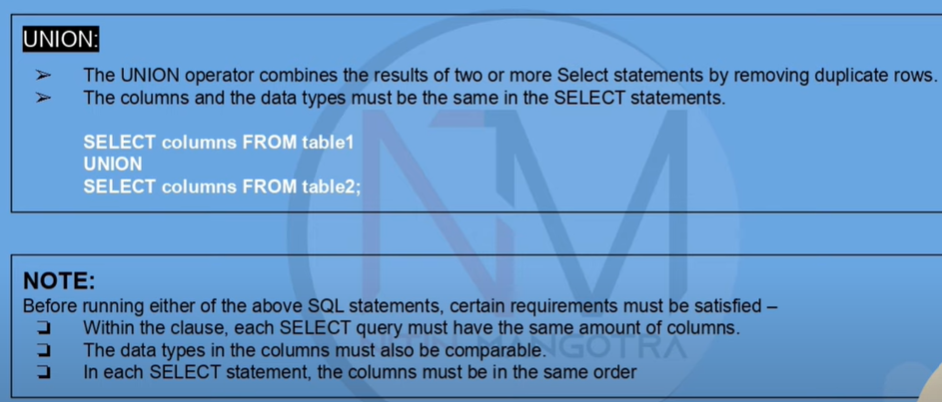 UNION:
➢ The UNION operator combines the results of two or more Select statements by removing duplicate rows.
➢ The columns and the data types must be the same in the SELECT statements.
SELECT columns FROM table1
UNION
SELECT columns FROM table2;
NOTE:
Before running either of the above SQL statements, certain requirements must be satisfied –
❑ Within the clause, each SELECT query must have the same amount of columns.
❑ The data types in the columns must also be comparable.
❑ In each SELECT statement, the columns must be in the same order
NM
MANGOTRA